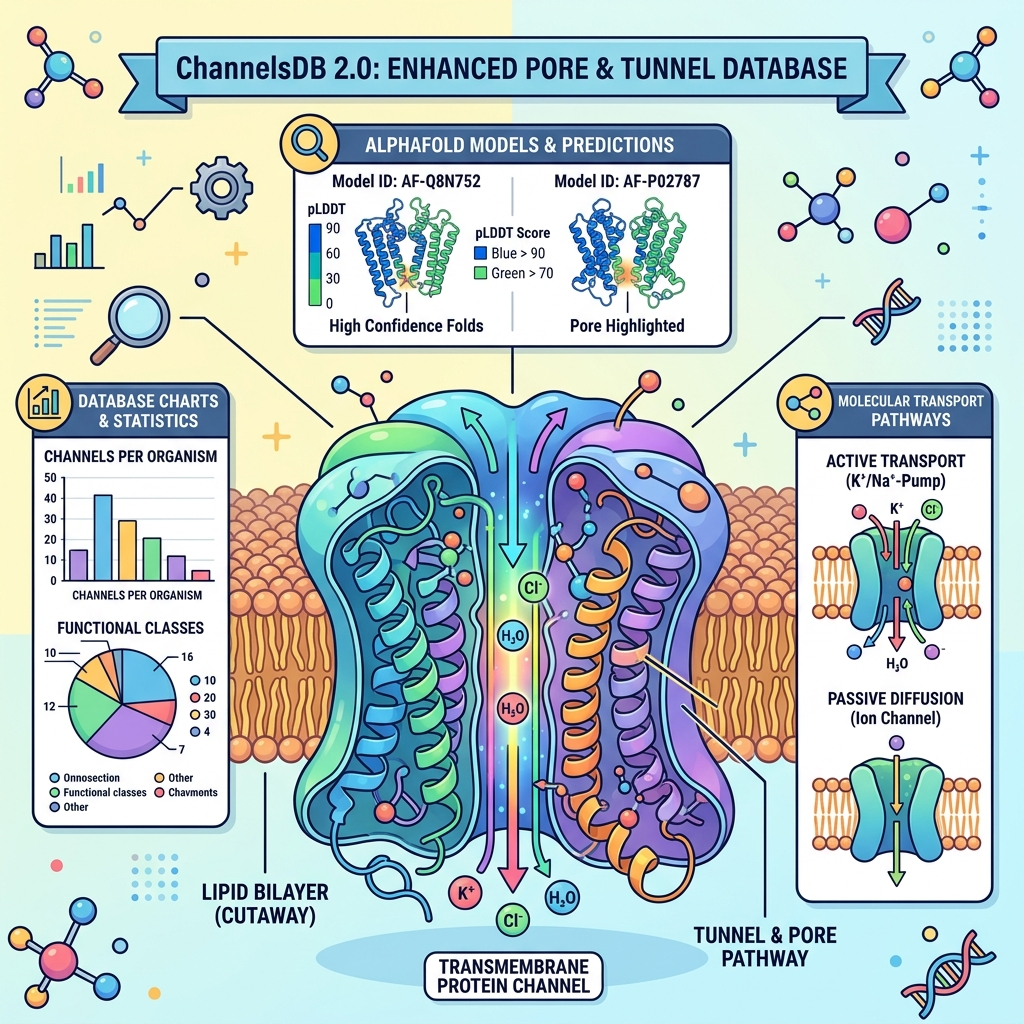 ChannelsDB 2.0: ENHANCED PORE & TUNNEL DATABASE
ALPHAFOLD MODELS & PREDICTIONS
Model ID: AF-Q8N752
pLDDT
90
60
30
0
High Confidence Folds
pLDDT Score
Blue > 90
Green > 70
Model ID: AF-P02787
Pore Highlighted
DATABASE CHARTS
& STATISTICS
CHANNELS PER ORGANISM
50
40
30
20
10
0
CHANNELS PER ORGANISM
FUNCTIONAL CLASSES
10
12
16
7
10
20
30
4
Onnosection
Other
Functional classes
Chavments
Other
MOLECULAR TRANSPORT
PATHWAYS
ACTIVE TRANSPORT
(K⁺/Na⁺-Pump)
K⁺
Cl⁻
H₂O
PASSIVE DIFFUSION
(Ion Channel)
Cl⁻
H₂O
H₂O
K⁺
Cl⁻
H₂O
LIPID BILAYER
(CUTAWAY)
TUNNEL & PORE
PATHWAY
TRANSMEMBRANE
PROTEIN CHANNEL